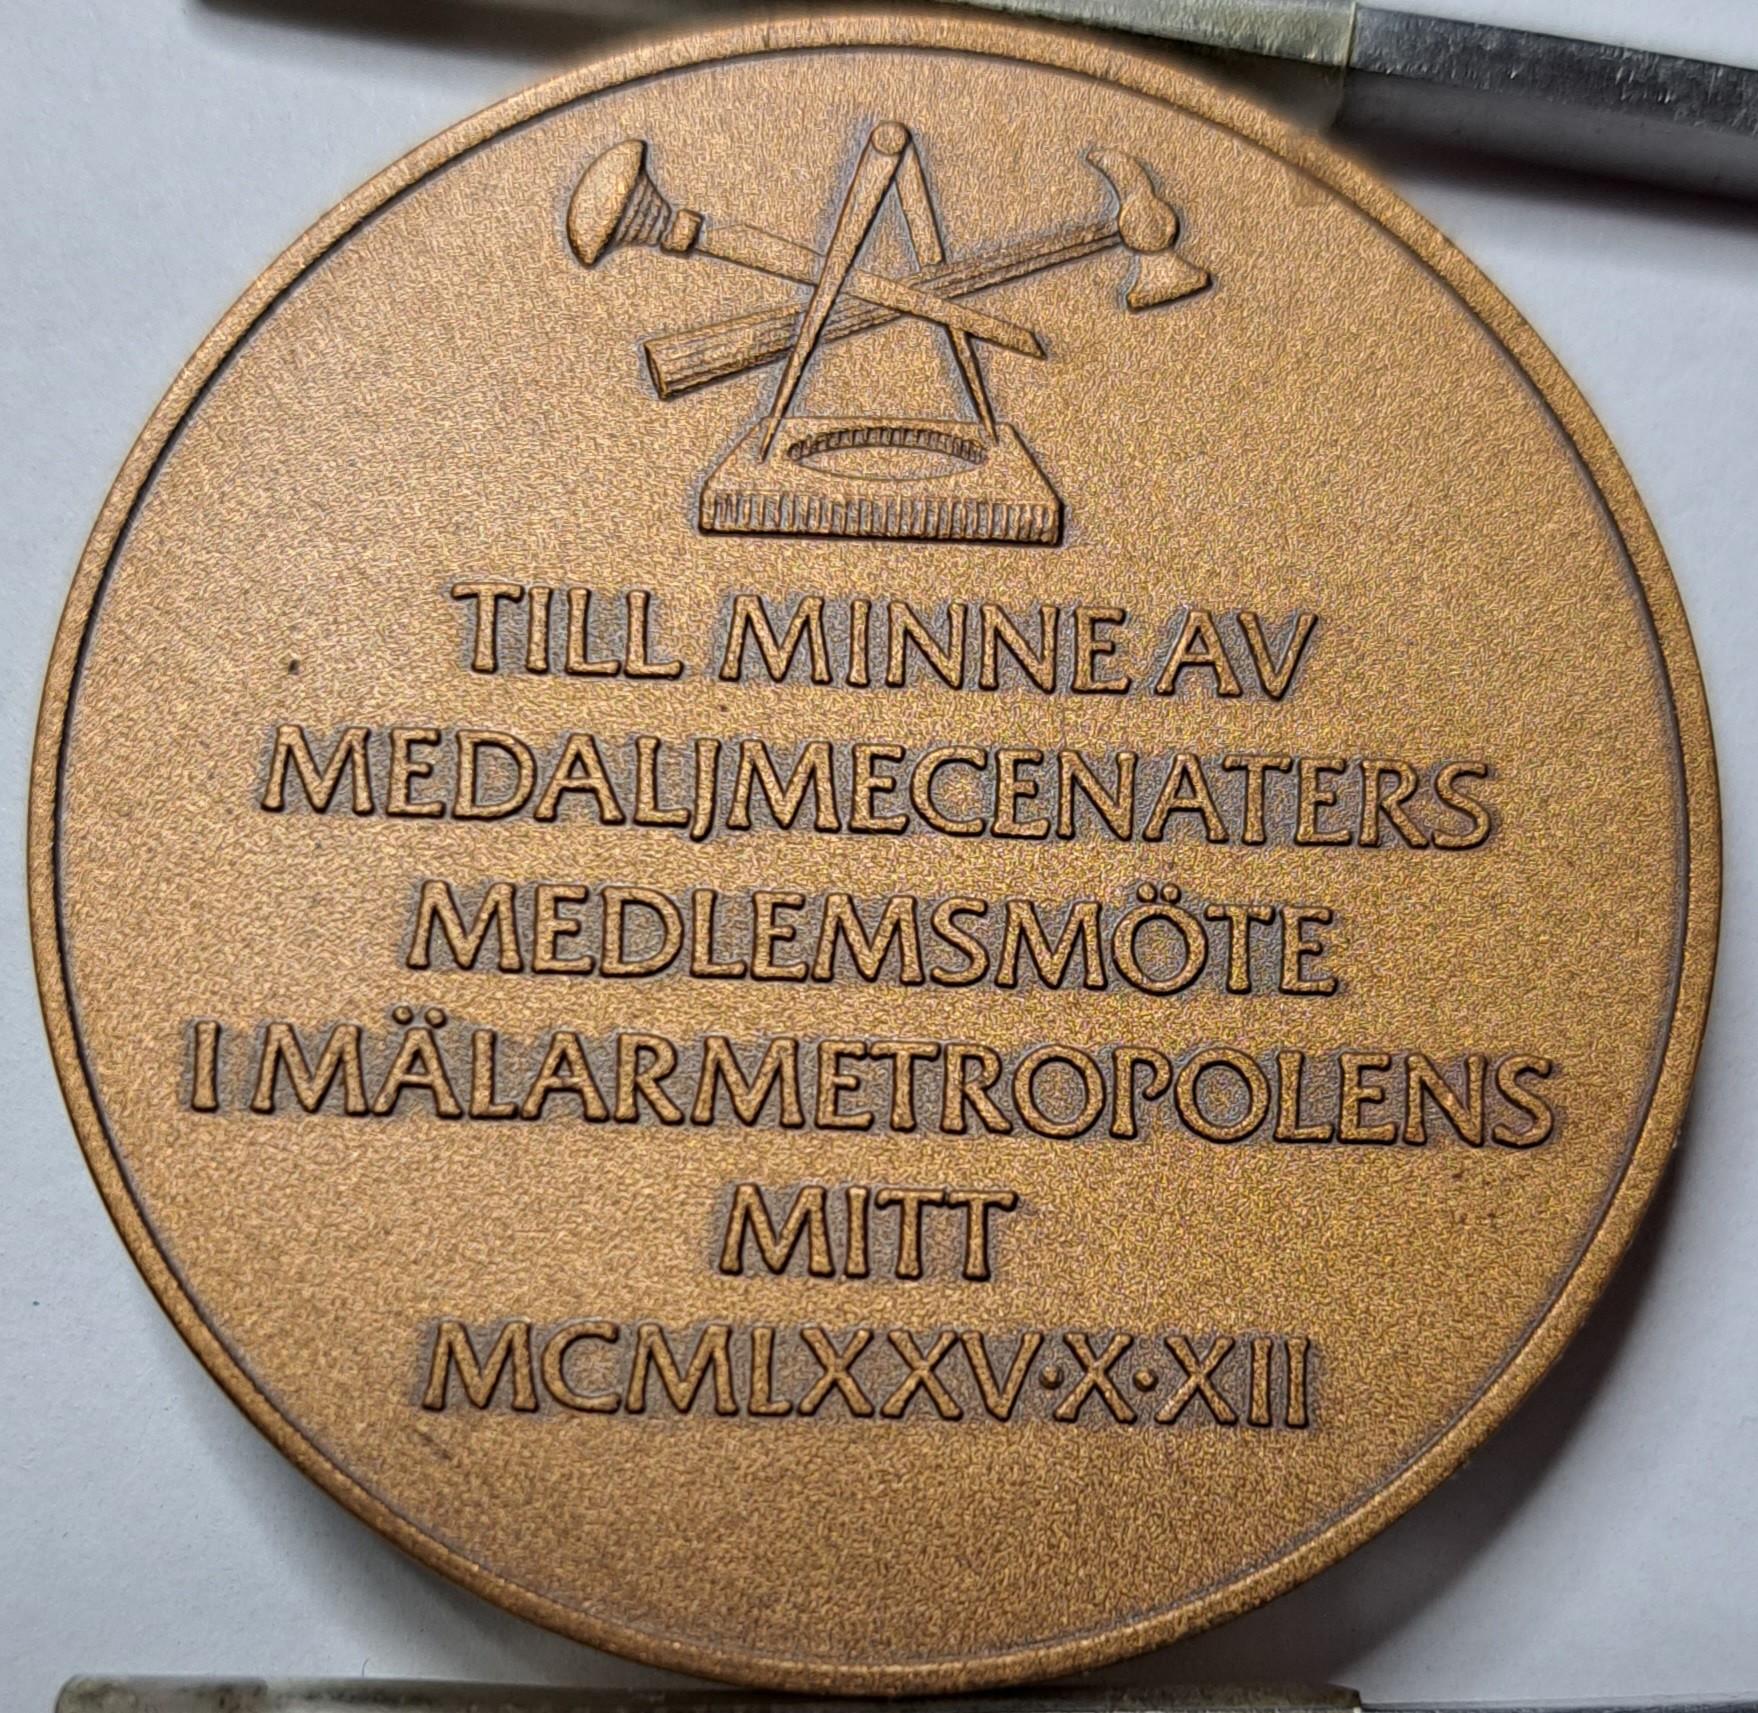 TILL MINNE AV
MEDALJMECENATERS
MEDLEMSMÖTE
I MÄLARMETROPOLENS
MITT
MCMLXXV·X·XII